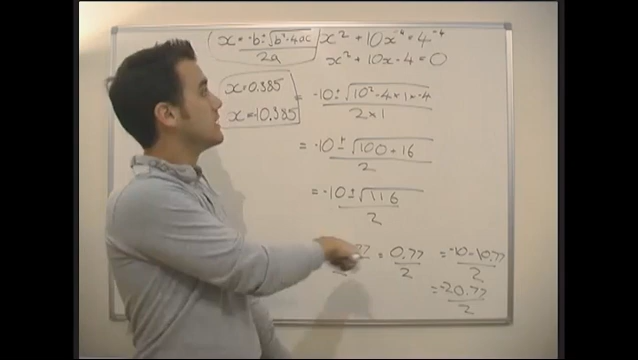 x = -b ± √b² - 4ac
2a
x² + 10x -4 = 4 -4
x² + 10x - 4 = 0
x = 0.385
x = -10.385
= -10 ± √10² - 4 × 1 × -4
2 × 1
= -10 ± √100 + 16
2
= -10 ± √116
2
= 0.77
2
= -10 - 10.77
2
= -20.77
2